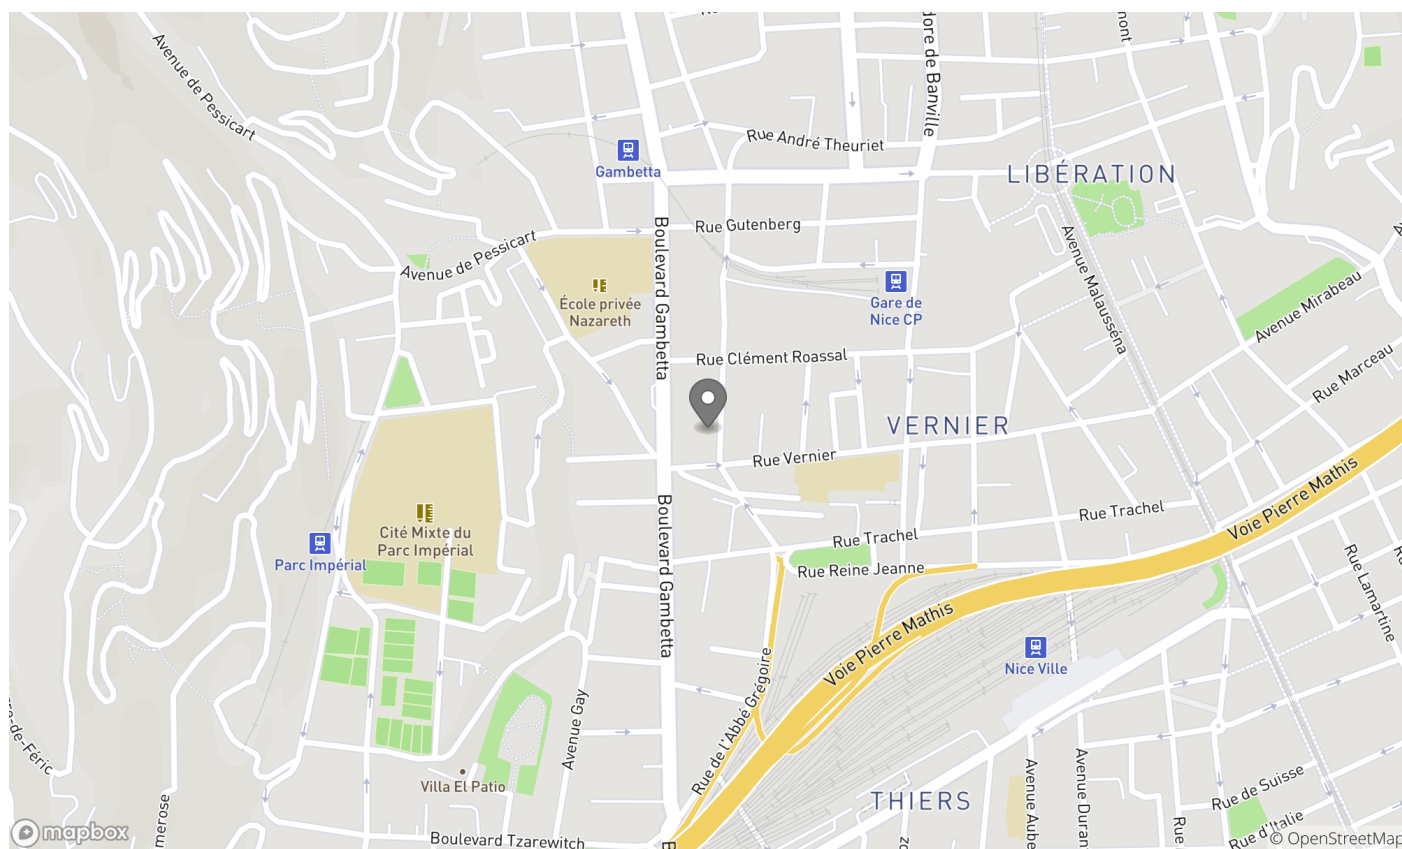 Avenue de Pessicart
Rue André Theuriet
Gambetta
LIBÉRATION
Boulevard Gambetta
Rue Gutenberg
Avenue de Pessicart
Avenue Malausséna
École privée
Nazareth
Gare de
Nice CP
Avenue Mirabeau
Rue Clément Roassal
Rue Marceau
VERNIER
Rue Vernier
Voie Pierre Mathis
Cité Mixte du
Parc Impérial
Boulevard Gambetta
Rue Trachel
Rue Trachel
Parc Impérial
Rue Reine Jeanne
Rue Lamartine
Voie Pierre Mathis
Nice Ville
Rue de l'Abbé Grégoire
Avenue Gay
Villa El Patio
THIERS
Rue de Suisse
Rue d'Italie
Boulevard Tzarewitch
mapbox
© OpenStreetMap